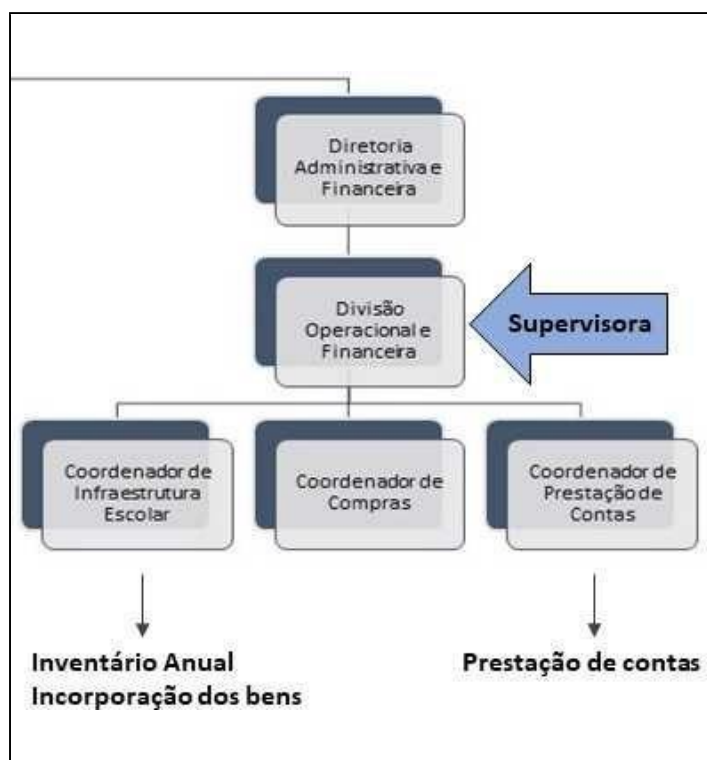 Diretoria
Administrativa e
Financeira
Divisão
Operacional e
Financeira
Supervisora
Coordenador de
Infraestrutura
Escolar
Coordenador de
Compras
Coordenador de
Prestação de
Contas
Inventário Anual
Incorporação dos bens
Prestação de contas